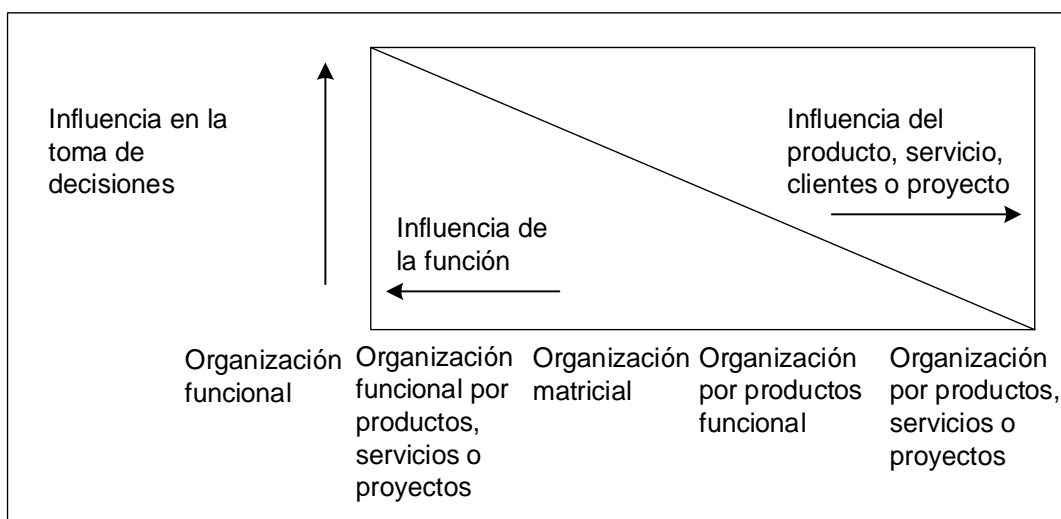 Influencia en la
toma de
decisiones
Influencia del
producto, servicio,
clientes o proyecto
Influencia de
la función
Organización
funcional
Organización
funcional por
productos,
servicios o
proyectos
Organización
matricial
Organización
por productos
funcional
Organización
por productos,
servicios o
proyectos